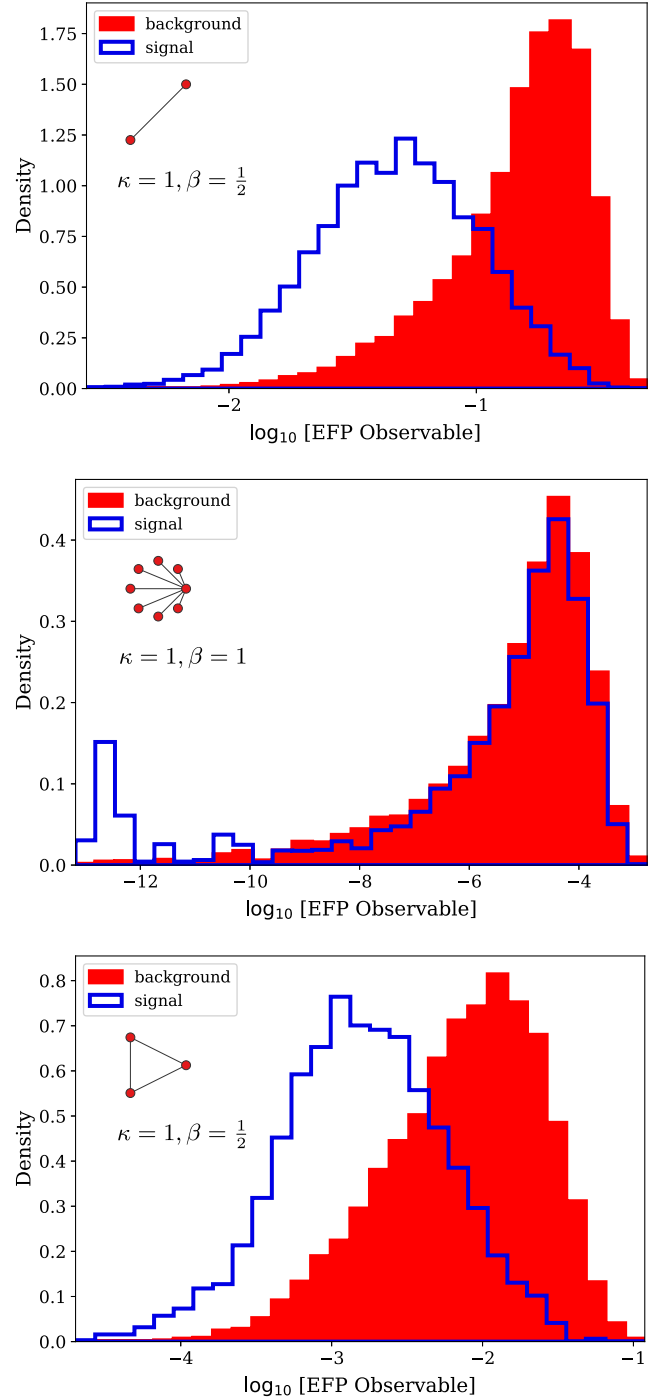 background
signal
κ = 1, β = 1/2
Density
1.75
1.50
1.25
1.00
0.75
0.50
0.25
0.00
−2
−1
log₁₀ [EFP Observable]
background
signal
κ = 1, β = 1
Density
0.4
0.3
0.2
0.1
0.0
−12
−10
−8
−6
−4
log₁₀ [EFP Observable]
background
signal
κ = 1, β = 1/2
Density
0.8
0.7
0.6
0.5
0.4
0.3
0.2
0.1
0.0
−4
−3
−2
−1
log₁₀ [EFP Observable]